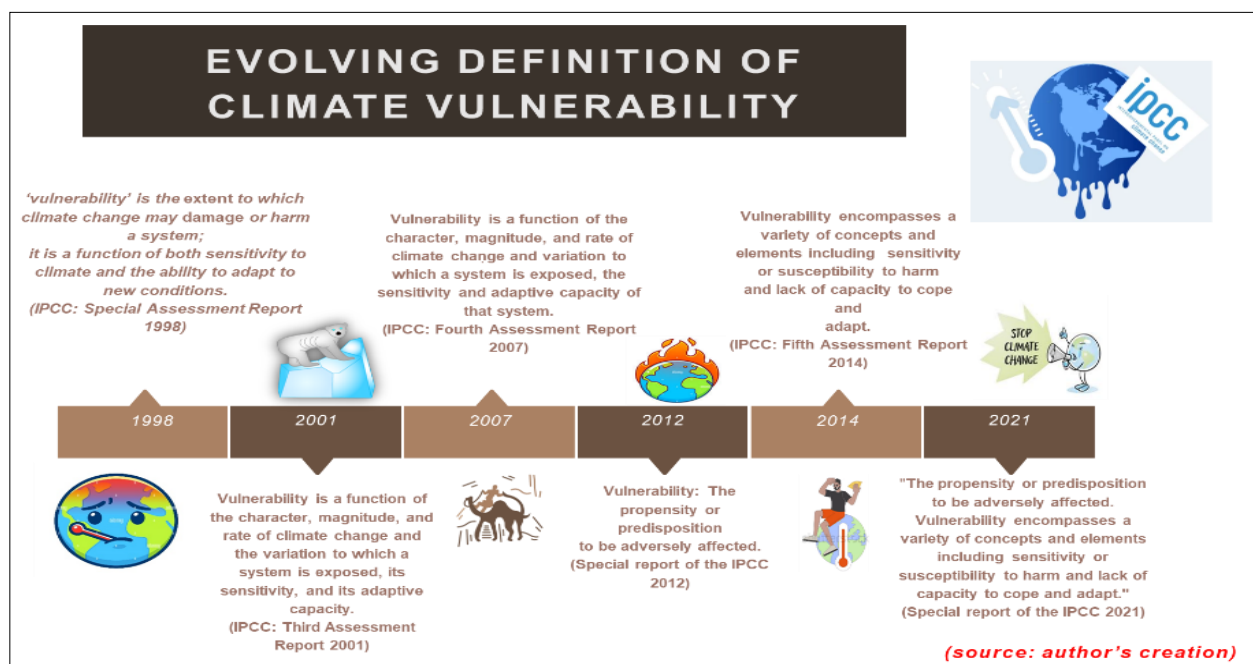 EVOLVING DEFINITION OF
CLIMATE VULNERABILITY
ipcc
climate change
‘vulnerability’ is the extent to which
climate change may damage or harm
a system;
it is a function of both sensitivity to
climate and the ability to adapt to
new conditions.
(IPCC: Special Assessment Report
1998)
Vulnerability is a function of the
character, magnitude, and rate of
climate change and variation to
which a system is exposed, the
sensitivity and adaptive capacity of
that system.
(IPCC: Fourth Assessment Report
2007)
Vulnerability encompasses a
variety of concepts and
elements including sensitivity
or susceptibility to harm
and lack of capacity to cope
and
adapt.
(IPCC: Fifth Assessment Report
2014)
STOP
CLIMATE
CHANGE
1998
2001
2007
2012
2014
2021
Vulnerability is a function of
the character, magnitude, and
rate of climate change and
the variation to which a
system is exposed, its
sensitivity, and its adaptive
capacity.
(IPCC: Third Assessment
Report 2001)
Vulnerability: The
propensity or
predisposition
to be adversely affected.
(Special report of the IPCC
2012)
"The propensity or predisposition
to be adversely affected.
Vulnerability encompasses a
variety of concepts and elements
including sensitivity or
susceptibility to harm and lack of
capacity to cope and adapt."
(Special report of the IPCC 2021)
(source: author’s creation)